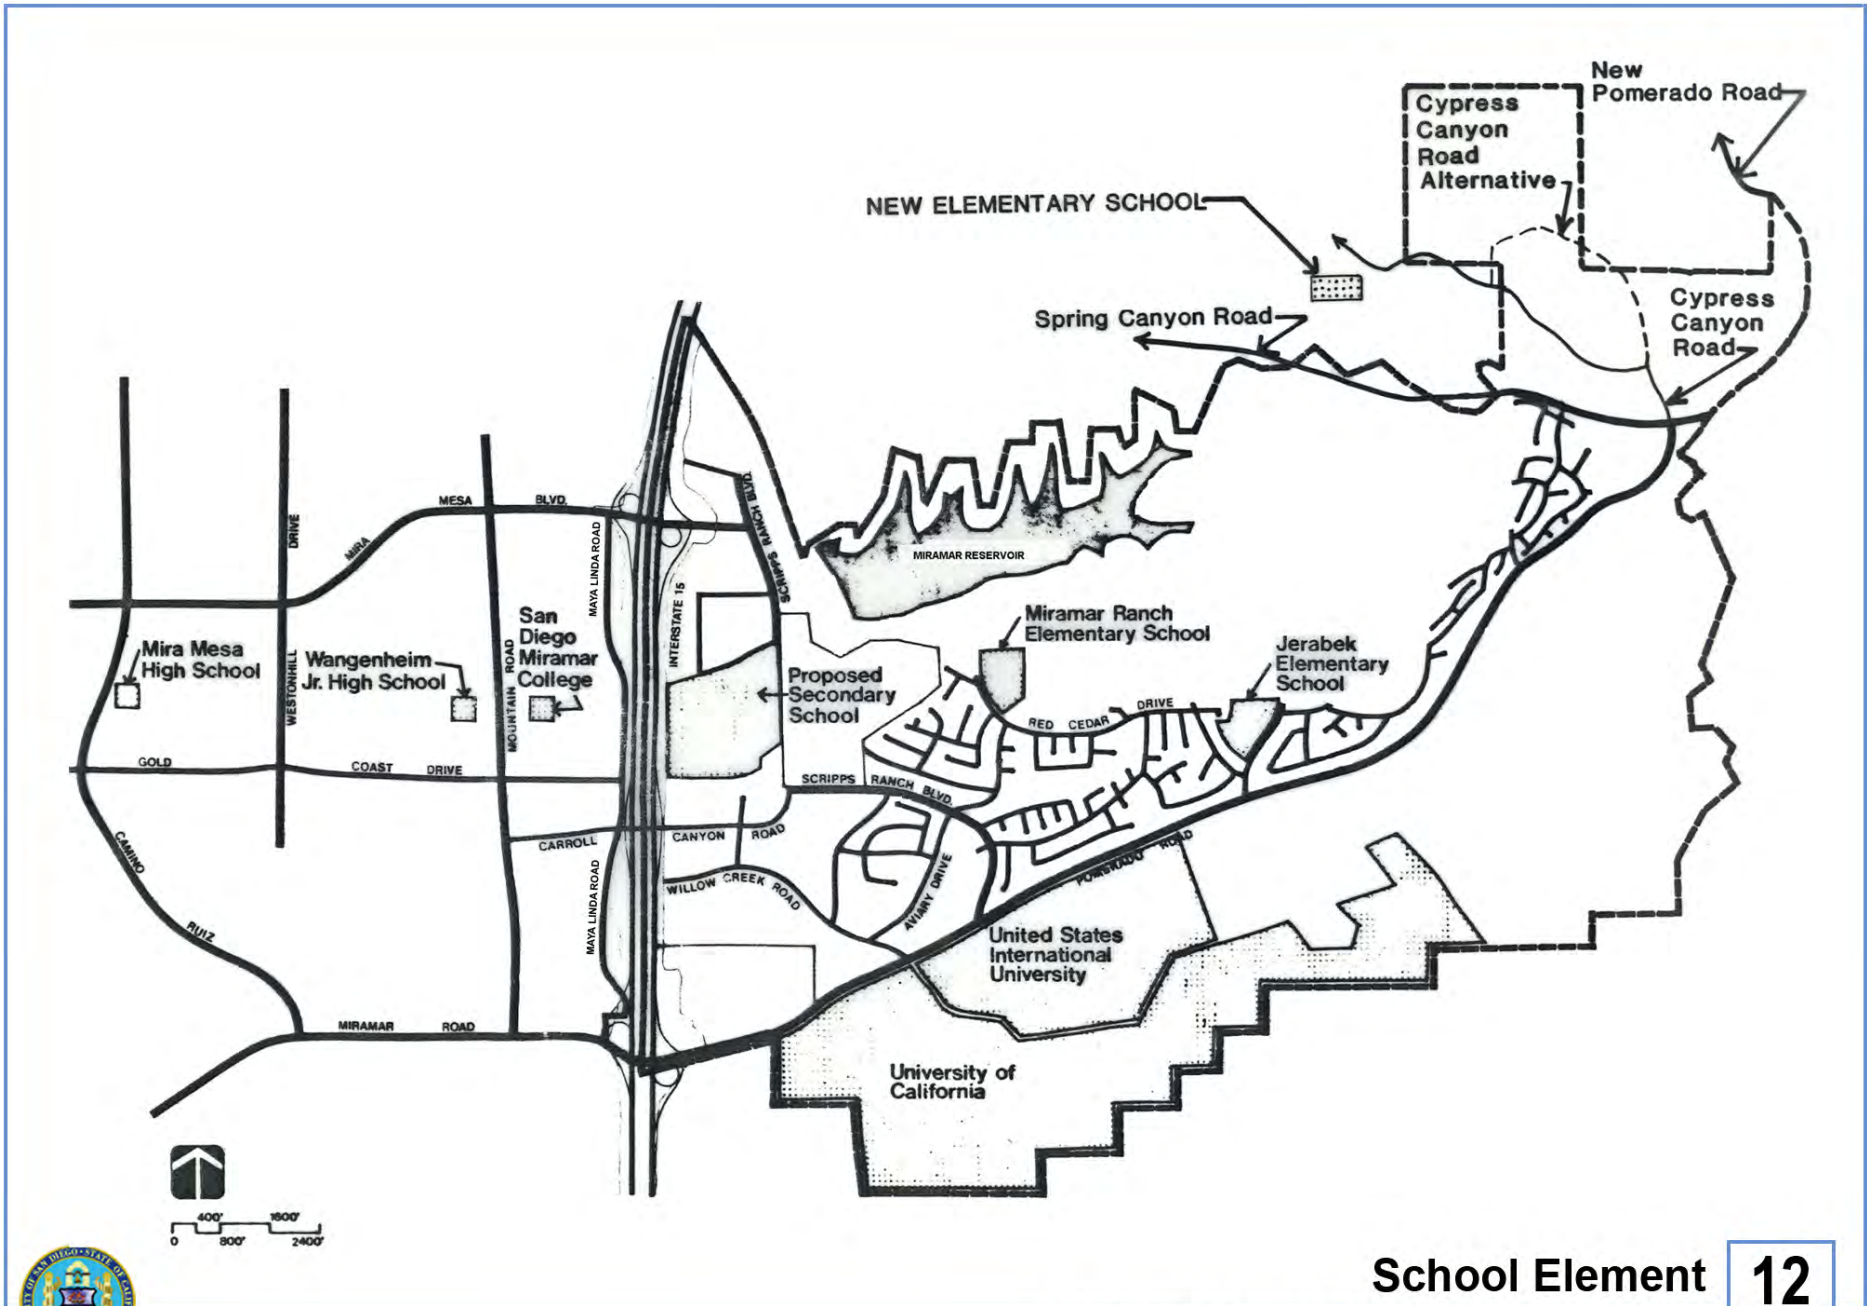 New
Pomerado Road
Cypress
Canyon
Road
Alternative
NEW ELEMENTARY SCHOOL
Cypress
Canyon
Road
Spring Canyon Road
MESA BLVD.
MIRA
DRIVE
WESTONHILL
MAYA LINDA ROAD
SCRIPPS RANCH BLVD.
MIRAMAR RESERVOIR
INTERSTATE 15
San
Diego
Miramar
College
Mira Mesa
High School
Wangenheim
Jr. High School
MOUNTAIN ROAD
Miramar Ranch
Elementary School
Jerabek
Elementary
School
Proposed
Secondary
School
RED CEDAR DRIVE
GOLD COAST DRIVE
SCRIPPS RANCH BLVD.
CARROLL CANYON ROAD
CAMINO RUIZ
MAYA LINDA ROAD
WILLOW CREEK ROAD
AVIARY DRIVE
POMERADO ROAD
United States
International
University
MIRAMAR ROAD
University of
California
400' 1600'
0 800' 2400'
School Element 12